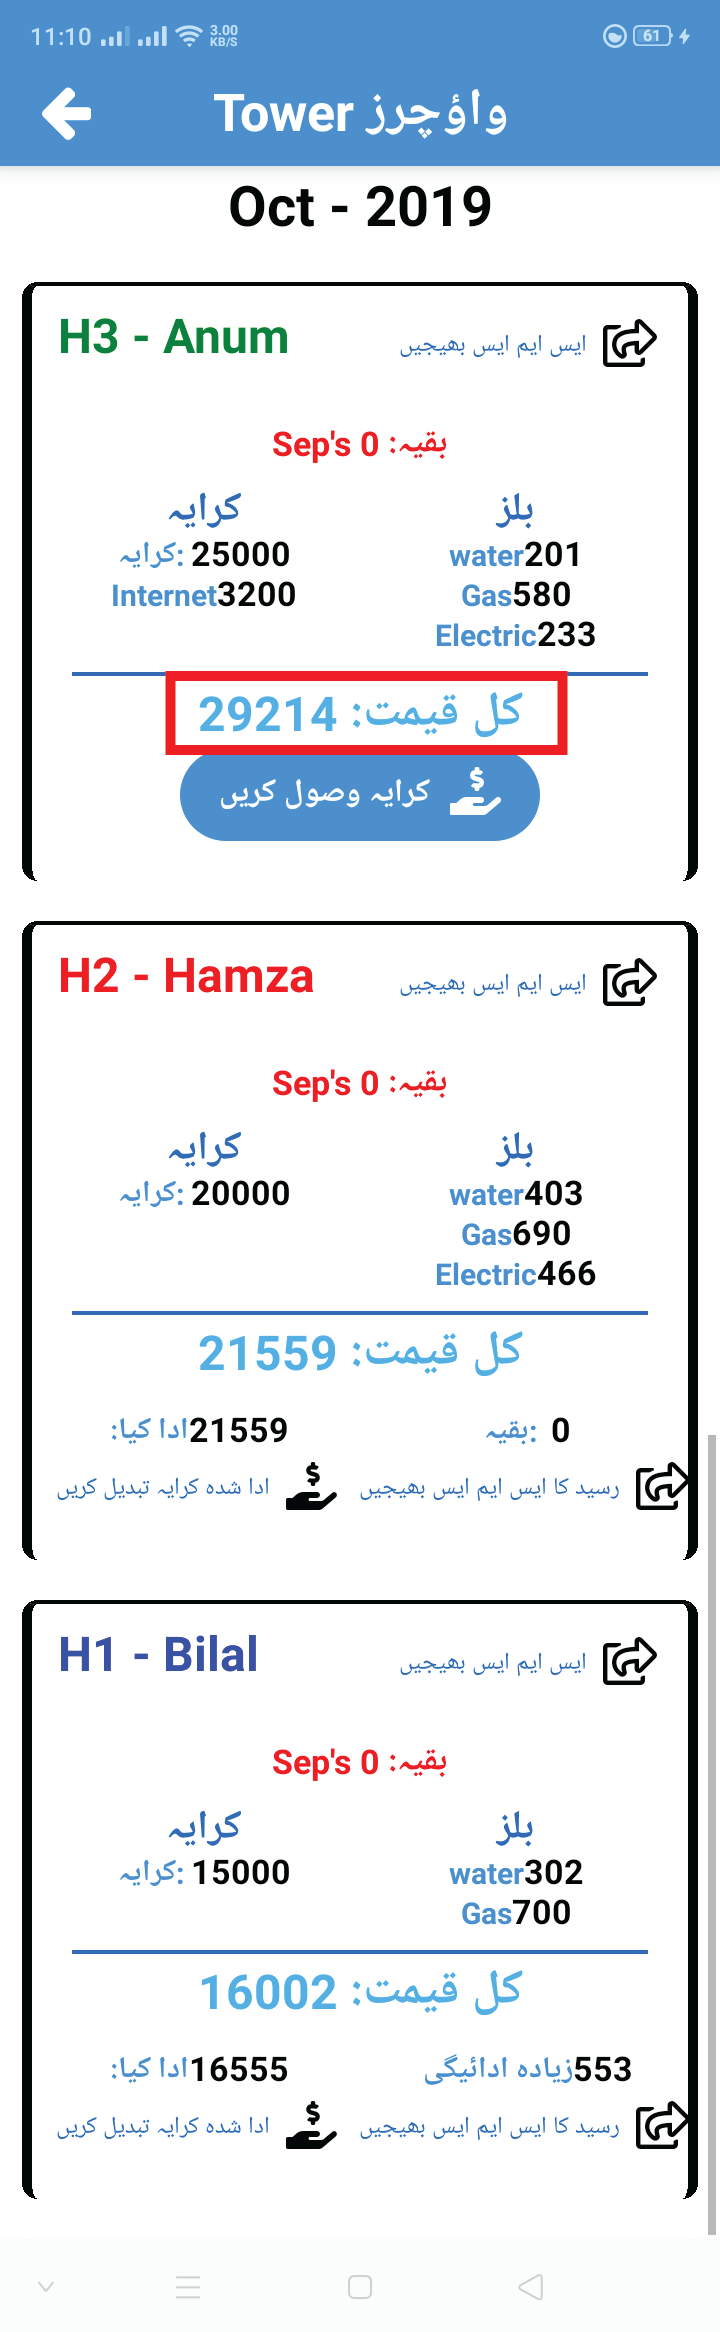 11:10 3.00 KB/S 61
Tower واؤچرز
Oct - 2019
H3 - Anum ایس ایم ایس بھیجیں
Sep's 0 بقیہ:
کرایہ بلز
کرایہ: 25000 water201
Internet3200 Gas580
Electric233
کل قیمت: 29214
کرایہ وصول کریں
H2 - Hamza ایس ایم ایس بھیجیں
Sep's 0 بقیہ:
کرایہ بلز
کرایہ: 20000 water403
Gas690
Electric466
کل قیمت: 21559
ادا کیا: 21559 بقیہ: 0
ادا شدہ کرایہ تبدیل کریں رسید کا ایس ایم ایس بھیجیں
H1 - Bilal ایس ایم ایس بھیجیں
Sep's 0 بقیہ:
کرایہ بلز
کرایہ: 15000 water302
Gas700
کل قیمت: 16002
ادا کیا: 16555 زیادہ ادائیگی 553
ادا شدہ کرایہ تبدیل کریں رسید کا ایس ایم ایس بھیجیں